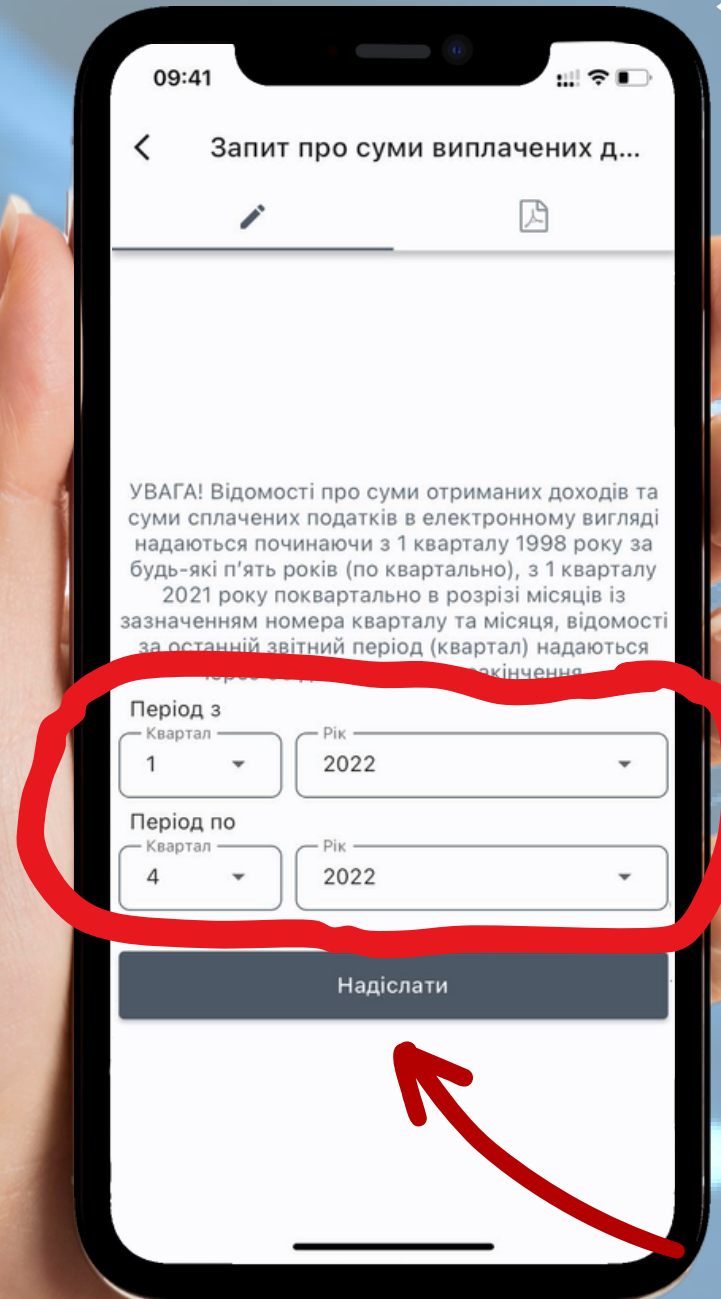 09:41
Запит про суми виплачених д...
УВАГА! Відомості про суми отриманих доходів та
суми сплачених податків в електронному вигляді
надаються починаючи з 1 кварталу 1998 року за
будь-які п'ять років (по квартально), з 1 кварталу
2021 року поквартально в розрізі місяців із
зазначенням номера кварталу та місяця, відомості
за останній звітний період (квартал) надаються
закінчення
Період з
Квартал
1
Рік
2022
Період по
Квартал
4
Рік
2022
Надіслати